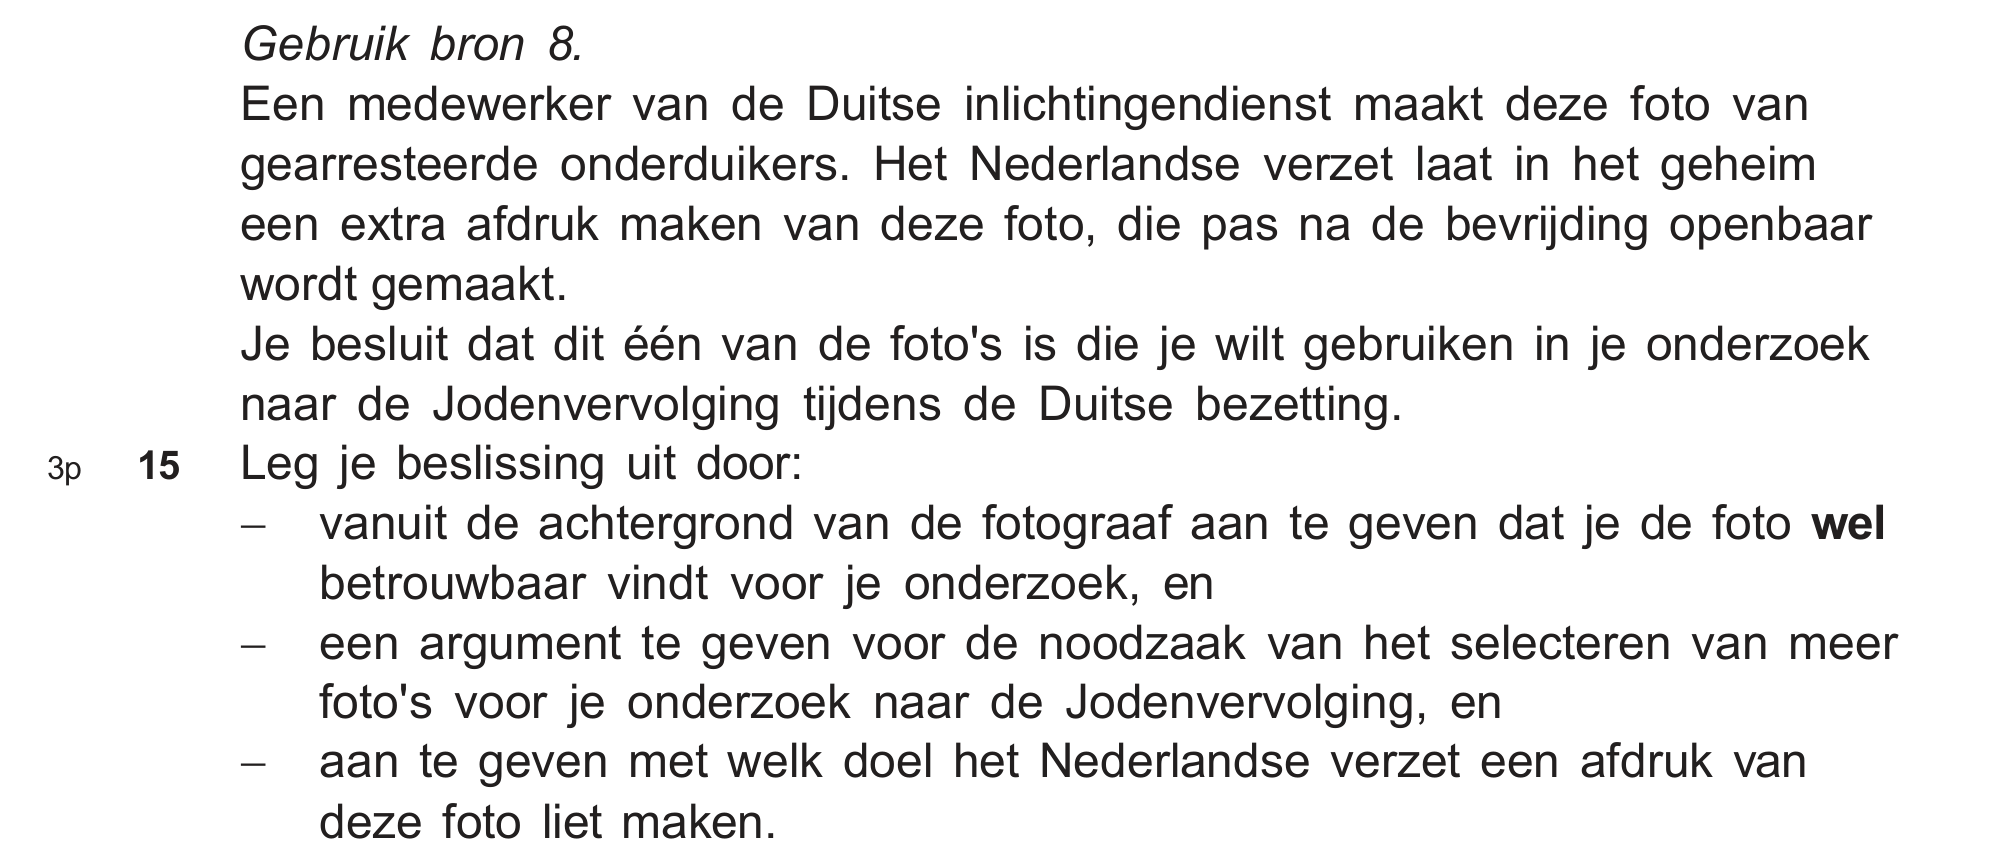 Gebruik bron 8.
Een medewerker van de Duitse inlichtingendienst maakt deze foto van
gearresteerde onderduikers. Het Nederlandse verzet laat in het geheim
een extra afdruk maken van deze foto, die pas na de bevrijding openbaar
wordt gemaakt.
Je besluit dat dit één van de foto's is die je wilt gebruiken in je onderzoek
naar de Jodenvervolging tijdens de Duitse bezetting.
3p 15 Leg je beslissing uit door:
– vanuit de achtergrond van de fotograaf aan te geven dat je de foto wel
betrouwbaar vindt voor je onderzoek, en
– een argument te geven voor de noodzaak van het selecteren van meer
foto's voor je onderzoek naar de Jodenvervolging, en
– aan te geven met welk doel het Nederlandse verzet een afdruk van
deze foto liet maken.